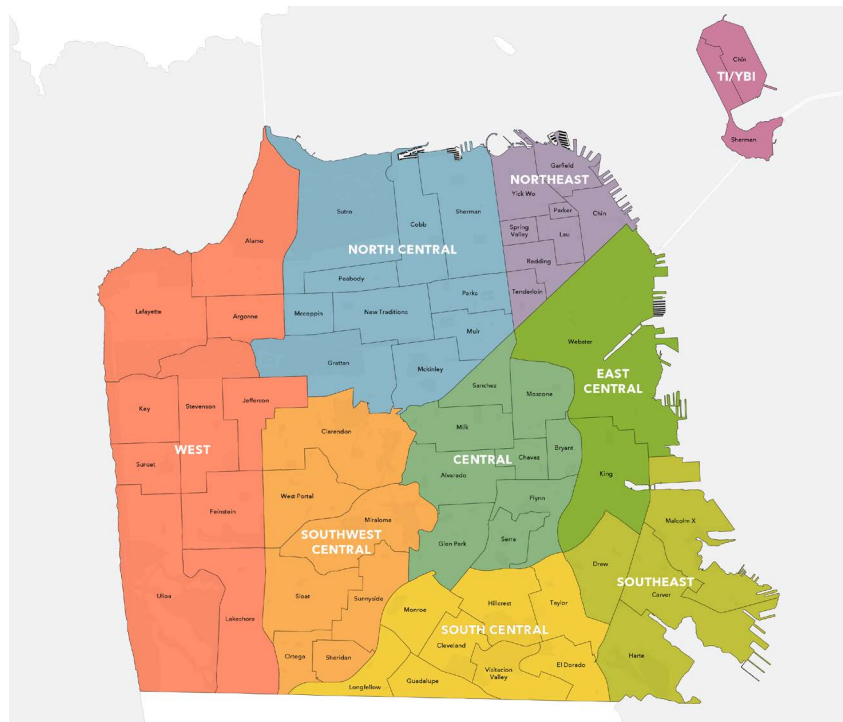 Chin
TI/YBI
Sherman
Garfield
NORTHEAST
Yick Wo
Parker
Chin
Spring
Valley
Lau
Redding
Tenderloin
Sutro
Cobb
Sherman
NORTH CENTRAL
Peabody
Parks
Mccoppin
New Traditions
Muir
Grattan
Mckinley
Alamo
Lafayette
Argonne
Key
Stevenson
Jefferson
WEST
Sunset
Feinstein
Ulloa
Lakeshore
Clarendon
West Portal
Miraloma
SOUTHWEST
CENTRAL
Sloat
Sunnyside
Ortega
Sheridan
Sanchez
Moscone
Milk
CENTRAL
Chavez
Bryant
Alvarado
Flynn
Glen Park
Serra
Webster
EAST
CENTRAL
King
Malcolm X
Drew
SOUTHEAST
Carver
Harte
Monroe
Hillcrest
Taylor
SOUTH CENTRAL
Cleveland
Visitacion
Valley
El Dorado
Guadalupe
Longfellow